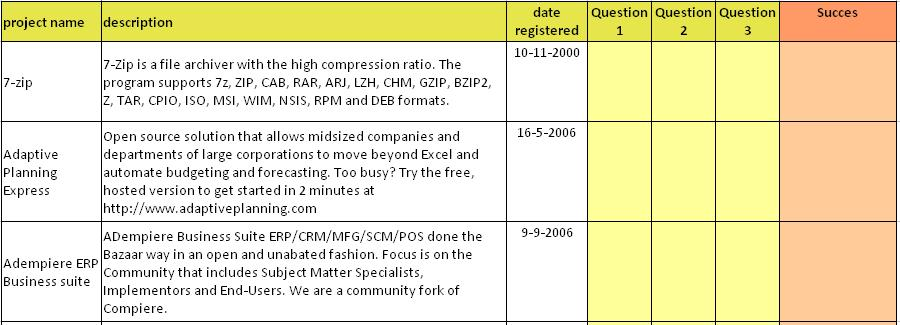 project name description date registered Question 1 Question 2 Question 3 Succes
7-zip
7-Zip is a file archiver with the high compression ratio. The
program supports 7z, ZIP, CAB, RAR, ARJ, LZH, CHM, GZIP, BZIP2,
Z, TAR, CPIO, ISO, MSI, WIM, NSIS, RPM and DEB formats.
10-11-2000
Adaptive
Planning
Express
Open source solution that allows midsized companies and
departments of large corporations to move beyond Excel and
automate budgeting and forecasting. Too busy? Try the free,
hosted version to get started in 2 minutes at
http://www.adaptiveplanning.com
16-5-2006
Adempiere ERP
Business suite
ADempiere Business Suite ERP/CRM/MFG/SCM/POS done the
Bazaar way in an open and unabated fashion. Focus is on the
Community that includes Subject Matter Specialists,
Implementors and End-Users. We are a community fork of
Compiere.
9-9-2006